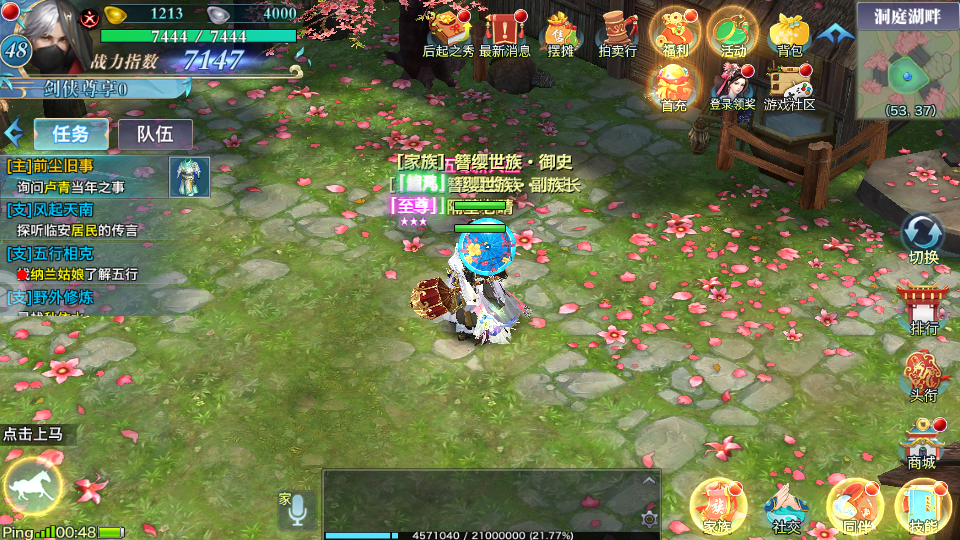 1213
4000
7444 / 7444
48
战力指数 7147
剑侠尊享0
后起之秀
最新消息
摆摊
拍卖行
福利
活动
背包
首充
登录领奖
游戏社区
洞庭湖畔
(53, 37)
任务
队伍
[主]前尘旧事
询问卢青当年之事
[支]风起天南
探听临安居民的传言
[支]五行相克
纳兰姑娘了解五行
[支]野外修炼
[家族] 簪缨世族·御史
簪缨世族·副族长
[至尊]
切换
排行
头衔
商城
点击上马
家
家族
社交
同伴
技能
Ping
00:48
4571040 / 21000000 (21.77%)